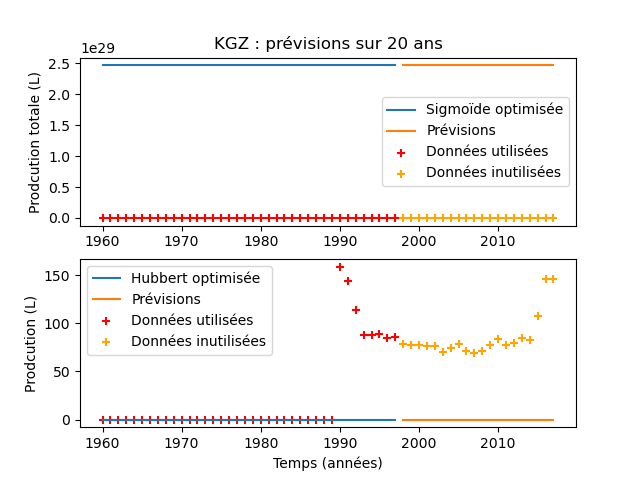 KGZ : prévisions sur 20 ans
1e29
Prodcution totale (L)
2.5
2.0
1.5
1.0
0.5
0.0
Sigmoïde optimisée
Prévisions
Données utilisées
Données inutilisées
1960 1970 1980 1990 2000 2010
Prodcution (L)
150
100
50
0
Hubbert optimisée
Prévisions
Données utilisées
Données inutilisées
1960 1970 1980 1990 2000 2010
Temps (années)